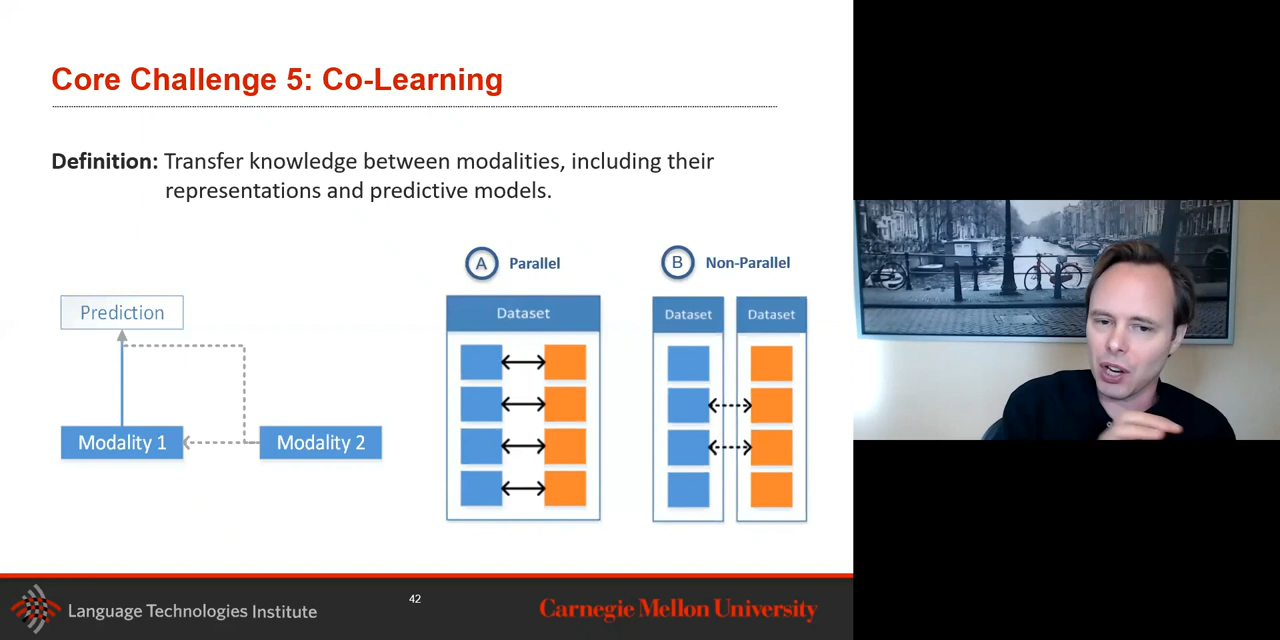 Core Challenge 5: Co-Learning
Definition: Transfer knowledge between modalities, including their
representations and predictive models.
A Parallel
B Non-Parallel
Prediction
Modality 1
Modality 2
Dataset
Dataset
Dataset
Language Technologies Institute
42
Carnegie Mellon University